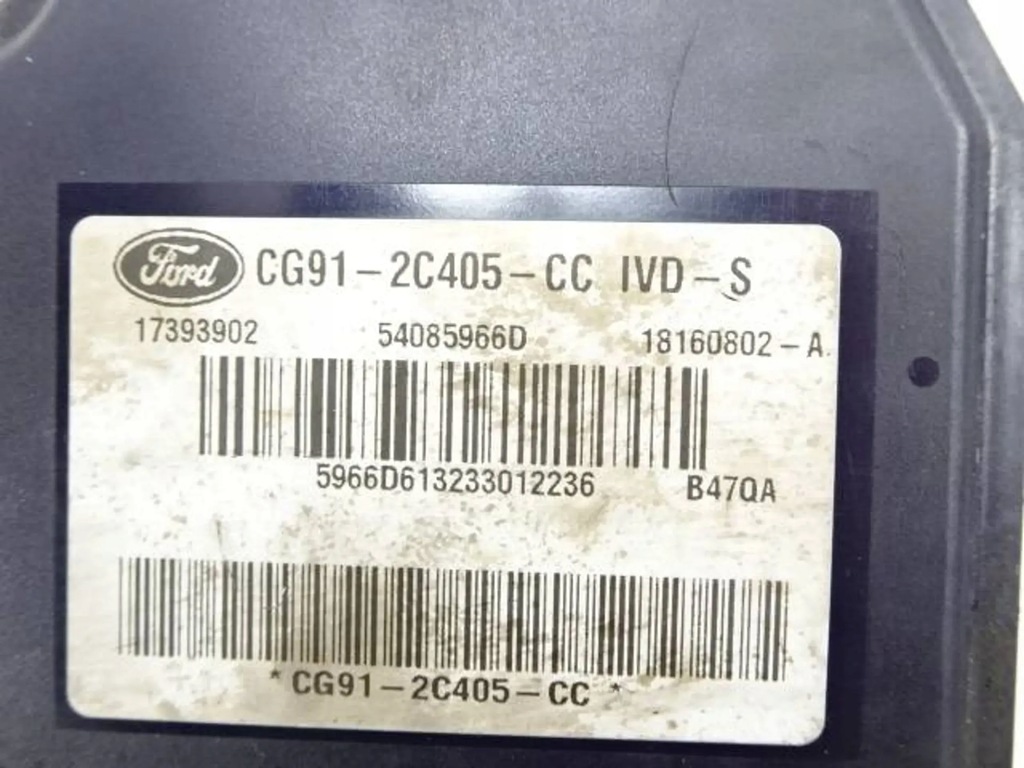 Ford CG91-2C405-CC IVD-S
17393902 54085966D 18160802-A
5966D613233012236 B47QA
*CG91-2C405-CC*